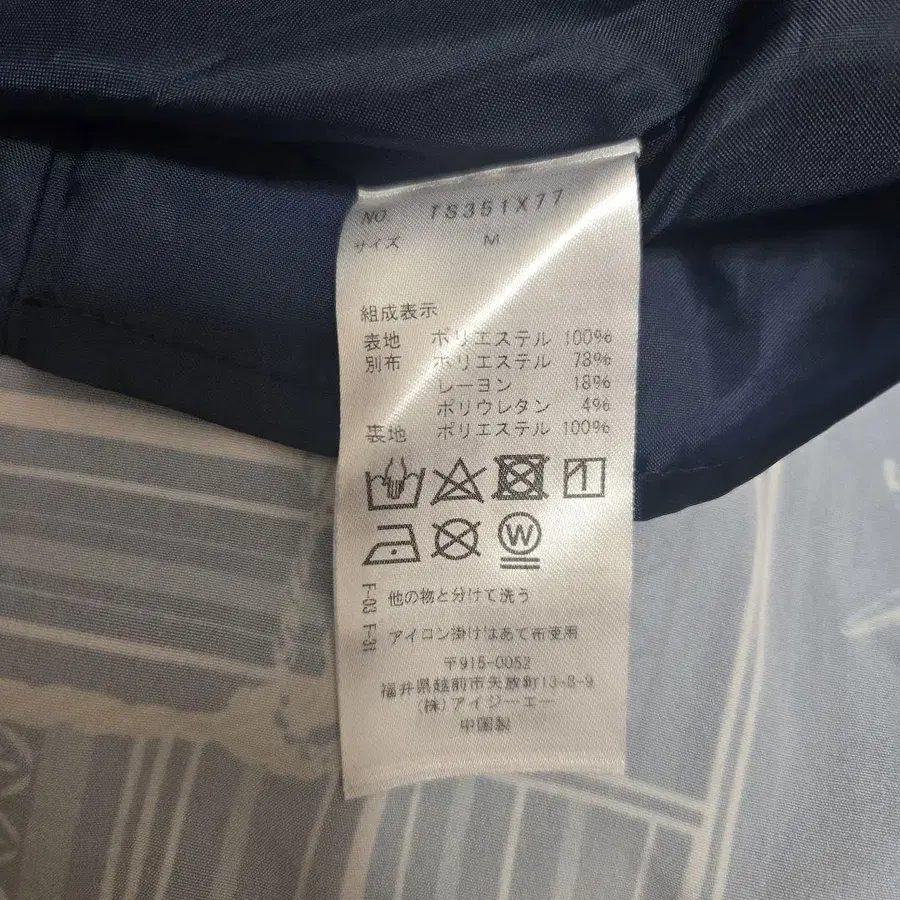 NO. TS351X77
サイズ M
組成表示
表地 ポリエステル 100%
別布 ポリエステル 78%
レーヨン 18%
ポリウレタン 4%
裏地 ポリエステル 100%
W
F-03 他の物と分けて洗う
F-31 アイロン掛けはあて布使用
〒915-0052
福井県越前市矢放町13-8-9
(株)アイジーエー
中国製